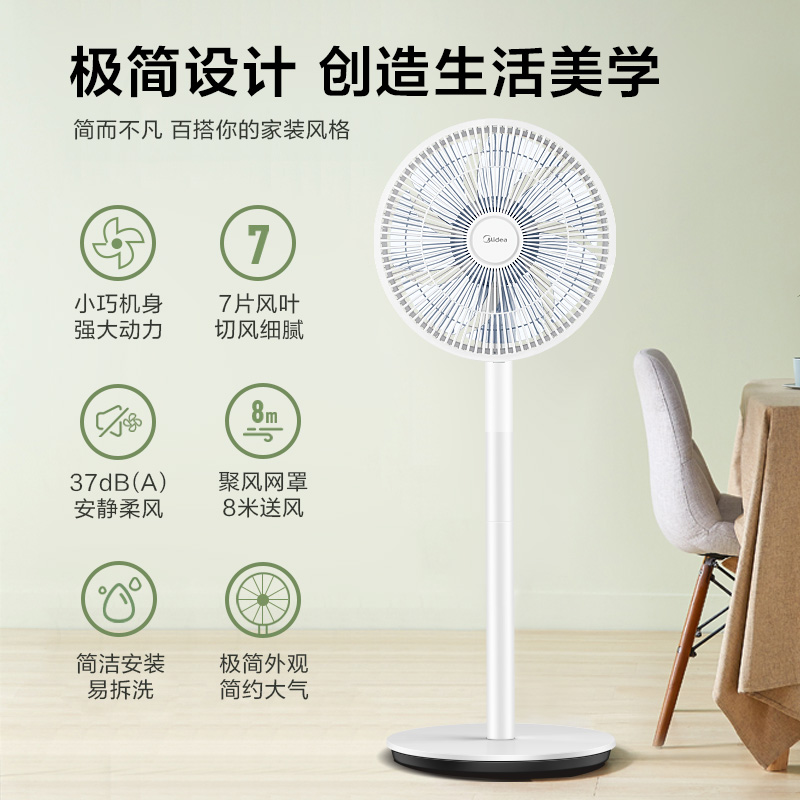 极简设计 创造生活美学
简而不凡 百搭你的家装风格
小巧机身
强大动力
7
7片风叶
切风细腻
37dB(A)
安静柔风
8m
聚风网罩
8米送风
简洁安装
易拆洗
极简外观
简约大气
Midea